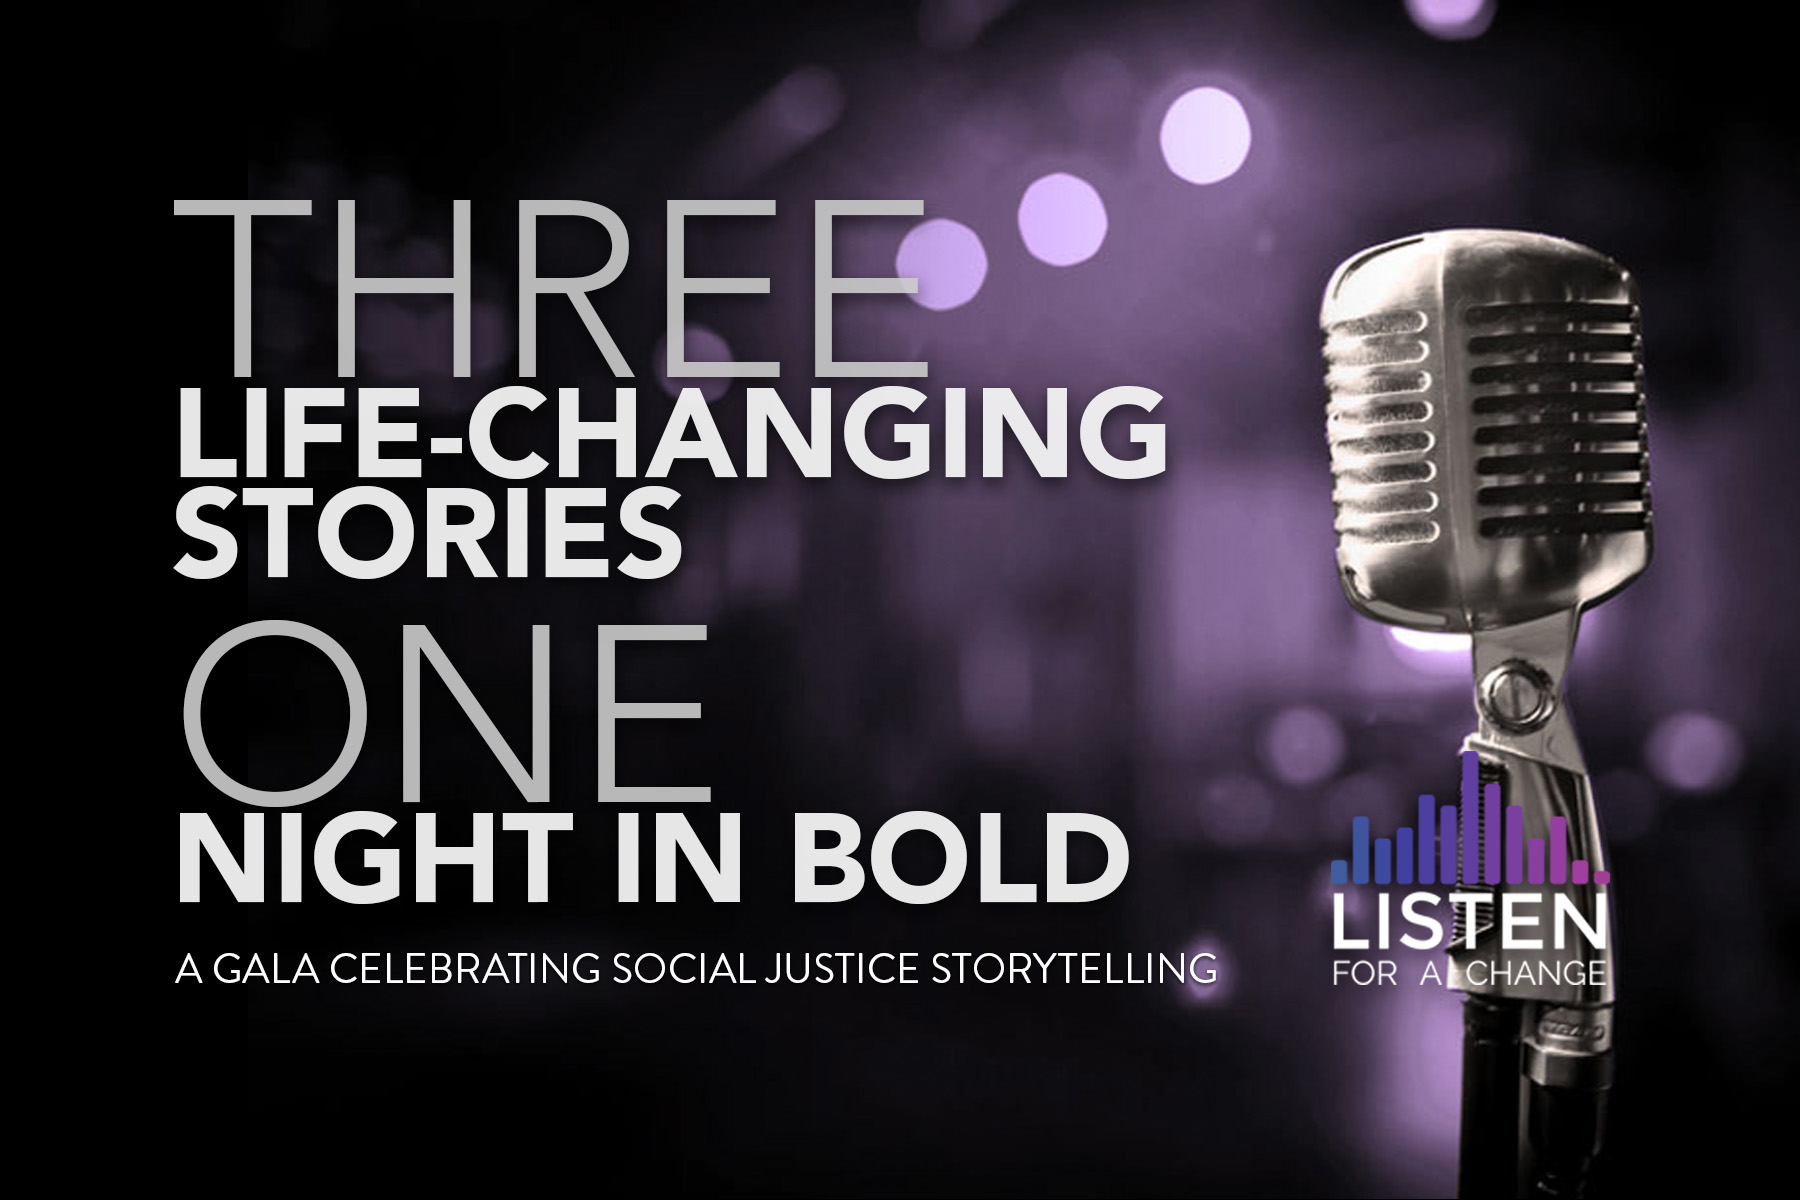 THREE
LIFE-CHANGING
STORIES
ONE
NIGHT IN BOLD
A GALA CELEBRATING SOCIAL JUSTICE STORYTELLING
LISTEN
FOR A CHANGE